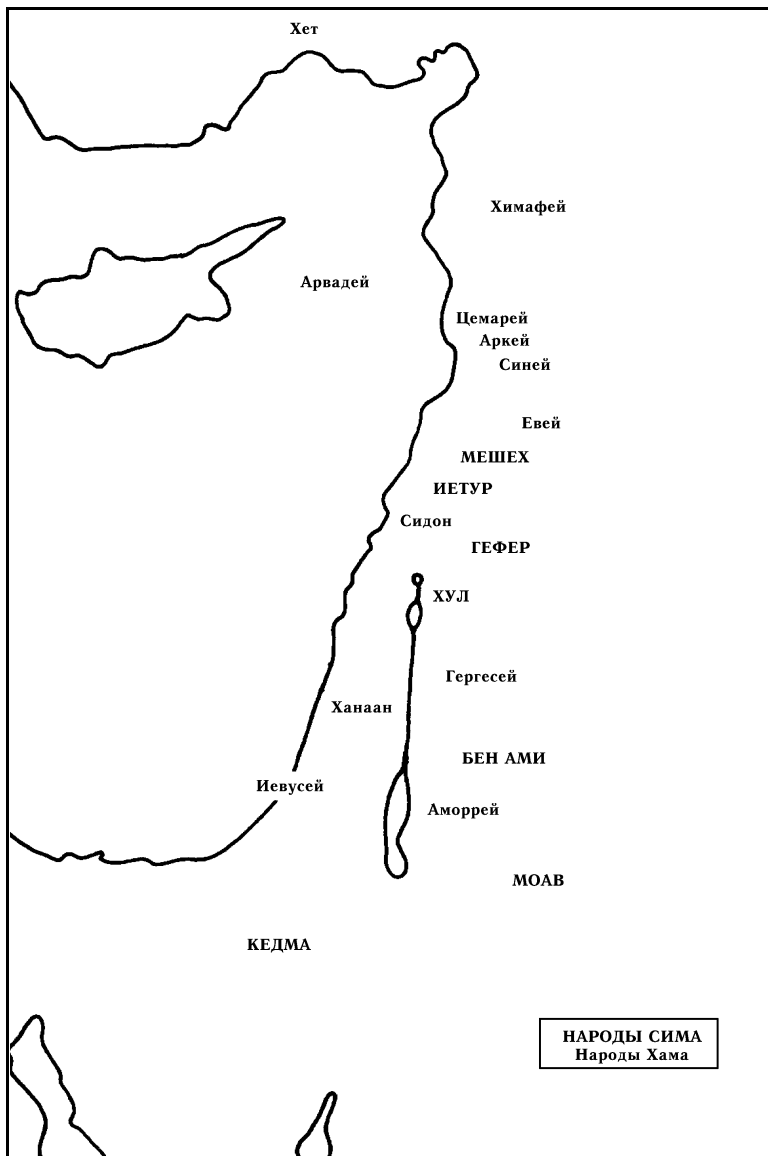 Хет
Химафей
Арвадей
Цемарей
Аркей
Синей
Евей
МЕШЕХ
ИЕТУР
Сидон
ГЕФЕР
ХУЛ
Гергесей
Ханаан
БЕН АМИ
Иевусей
Аморрей
МОАВ
КЕДМА
НАРОДЫ СИМА
Народы Хама